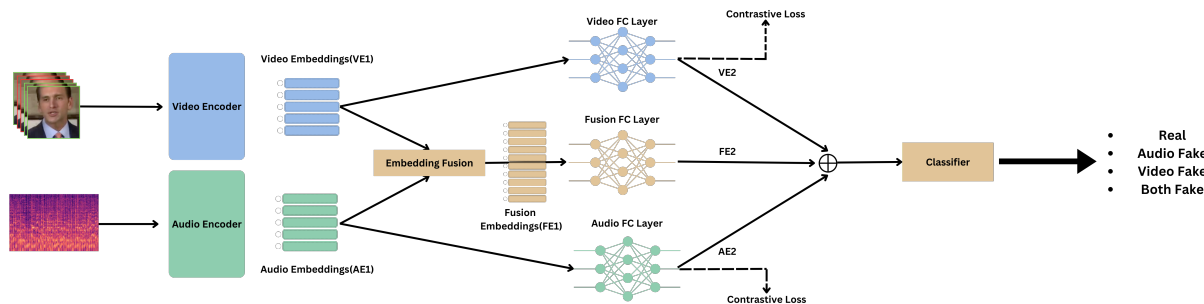 Contrastive Loss
Video FC Layer
Video Embeddings(VE1)
VE2
Video Encoder
Fusion FC Layer
Embedding Fusion
FE2
Classifier
• Real
• Audio Fake
• Video Fake
• Both Fake
Fusion
Embeddings(FE1)
Audio Encoder
Audio FC Layer
AE2
Audio Embeddings(AE1)
Contrastive Loss